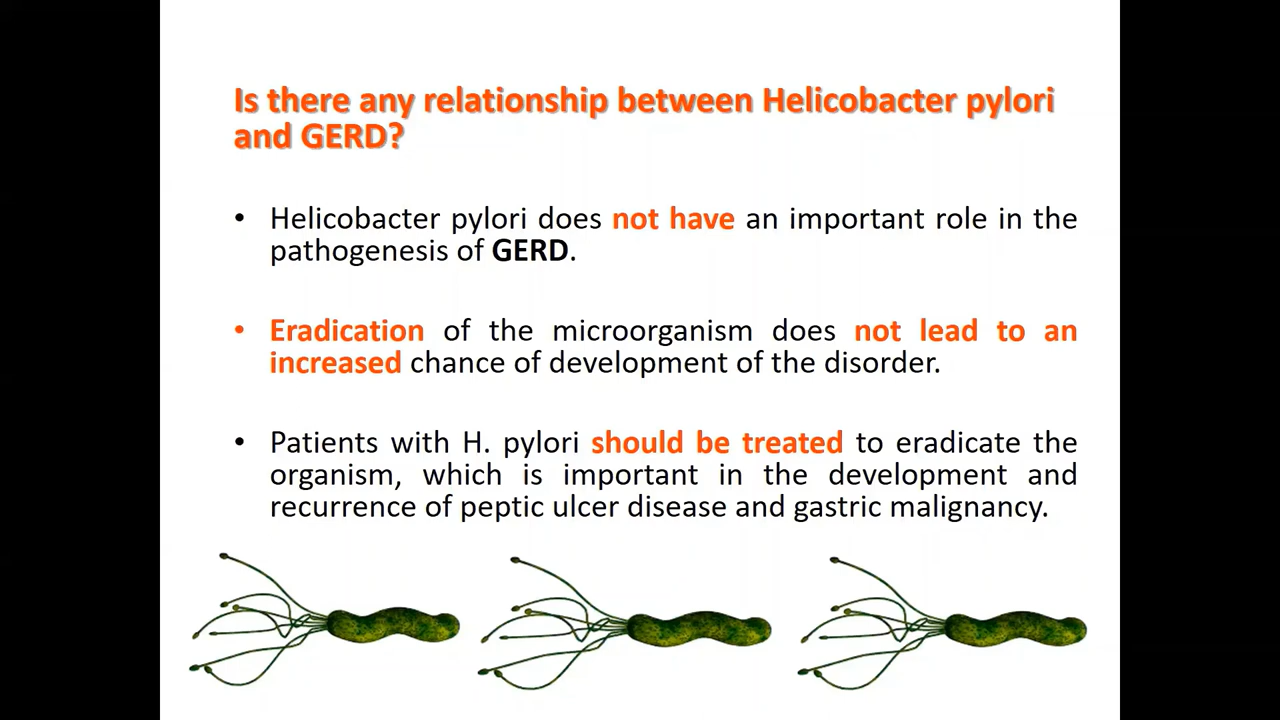 Is there any relationship between Helicobacter pylori
and GERD?
• Helicobacter pylori does not have an important role in the
pathogenesis of GERD.
• Eradication of the microorganism does not lead to an
increased chance of development of the disorder.
• Patients with H. pylori should be treated to eradicate the
organism, which is important in the development and
recurrence of peptic ulcer disease and gastric malignancy.